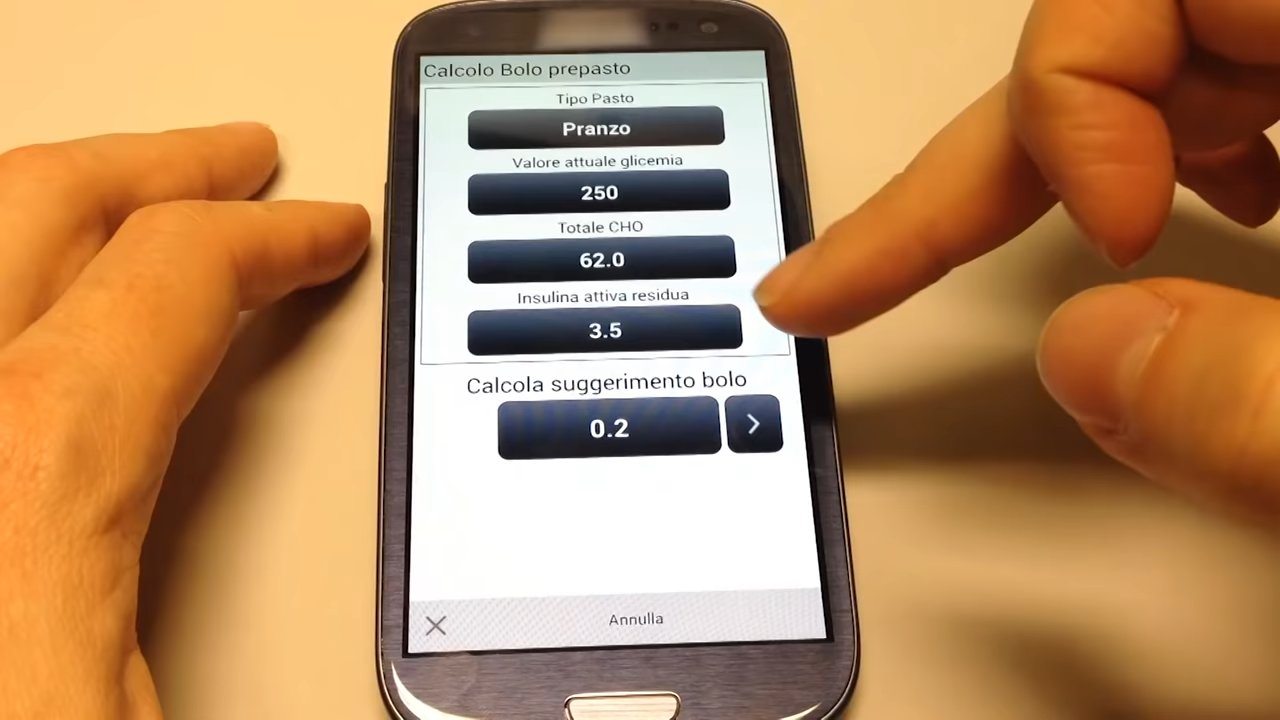 Calcolo Bolo prepasto
Tipo Pasto
Pranzo
Valore attuale glicemia
250
Totale CHO
62.0
Insulina attiva residua
3.5
Calcola suggerimento bolo
0.2
Annulla